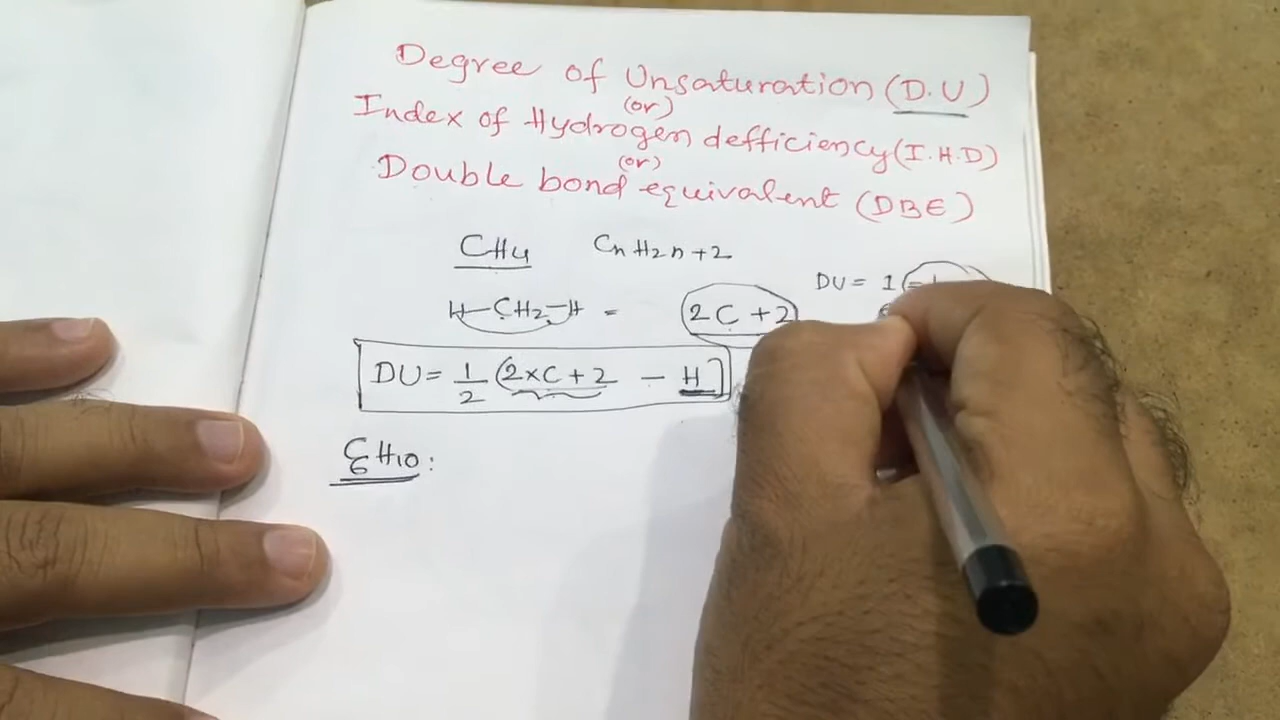 Degree of Unsaturation (D.U)
(or)
Index of Hydrogen defficiency (I.H.D)
(or)
Double bond equivalent (DBE)
CH4 CnH2n+2
DU = 1
H-CH2-H = 2C+2
DU = 1/2 (2×C+2 - H]
C6H10: